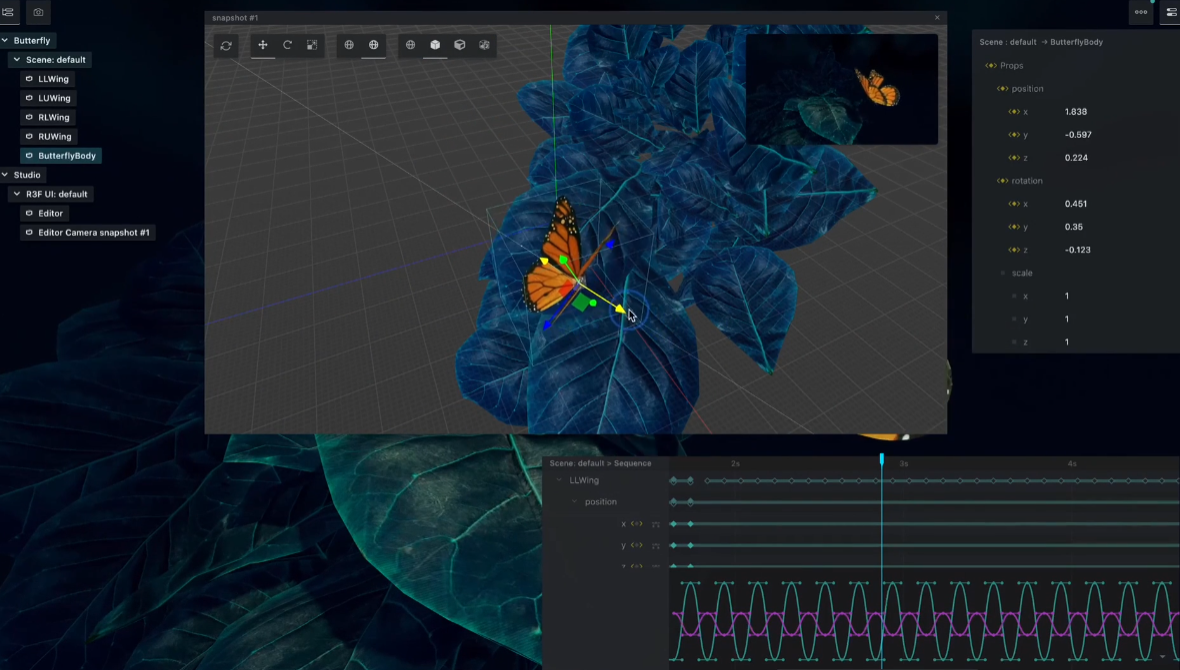 snapshot #1
Butterfly
Scene: default
LLWing
LUWing
RLWing
RUWing
ButterflyBody
Studio
R3F UI: default
Editor
Editor Camera snapshot #1
Scene : default → ButterflyBody
Props
position
x 1.838
y -0.597
z 0.224
rotation
x 0.451
y 0.35
z -0.123
scale
x 1
y 1
z 1
Scene: default > Sequence
2s 3s 4s
LLWing
position
x
y
z